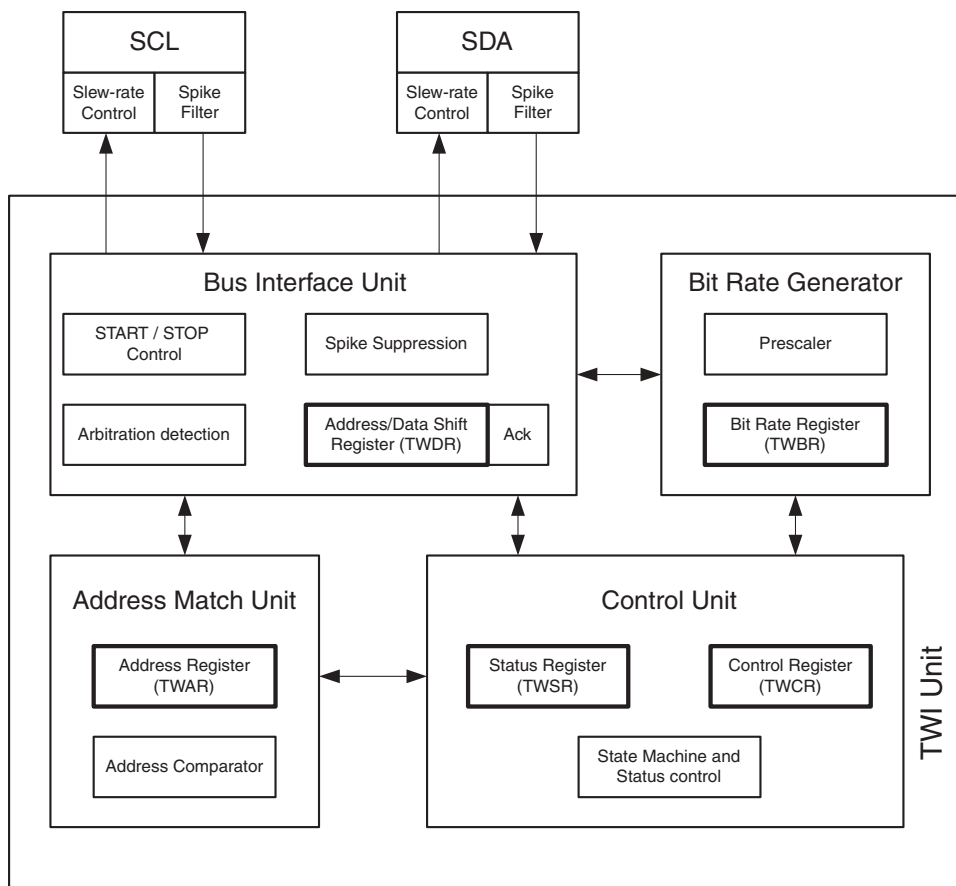 SCL
Slew-rate
Control
Spike
Filter
SDA
Slew-rate
Control
Spike
Filter
Bus Interface Unit
START / STOP
Control
Spike Suppression
Arbitration detection
Address/Data Shift
Register (TWDR)
Ack
Bit Rate Generator
Prescaler
Bit Rate Register
(TWBR)
Address Match Unit
Address Register
(TWAR)
Address Comparator
Control Unit
Status Register
(TWSR)
Control Register
(TWCR)
State Machine and
Status control
TWI Unit